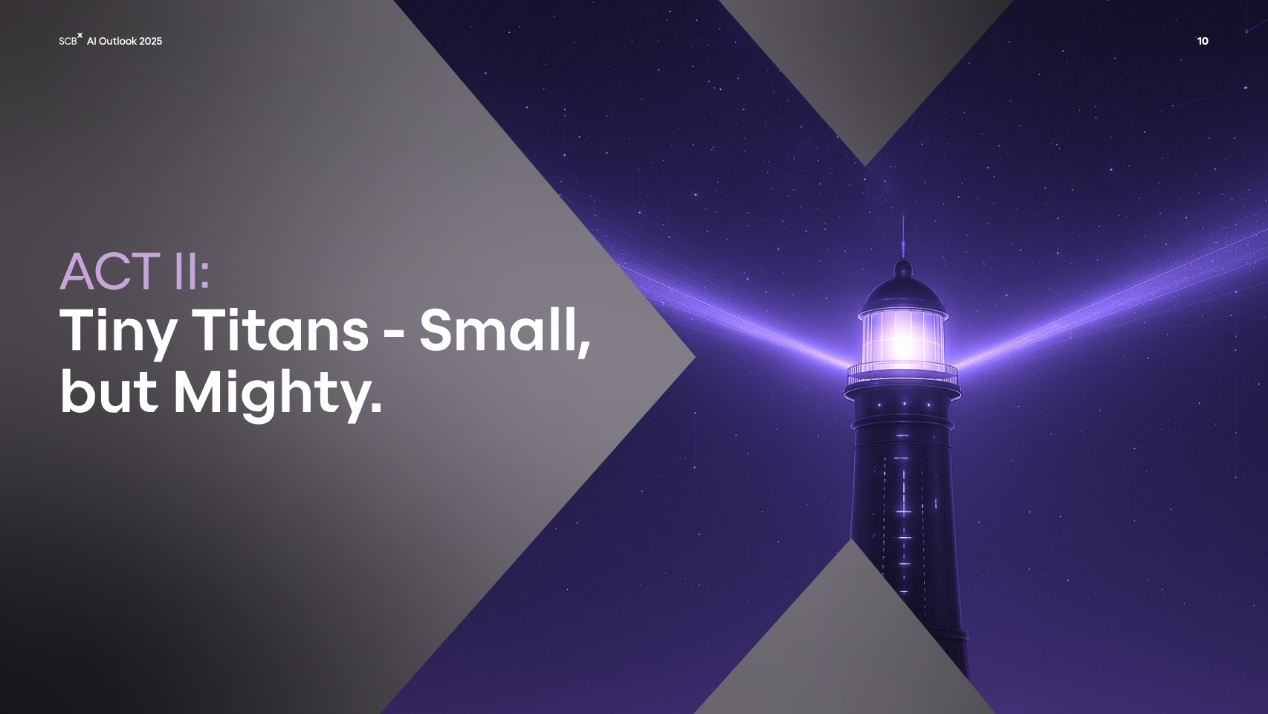 SCBX AI Outlook 2025
10
ACT II:
Tiny Titans - Small,
but Mighty.